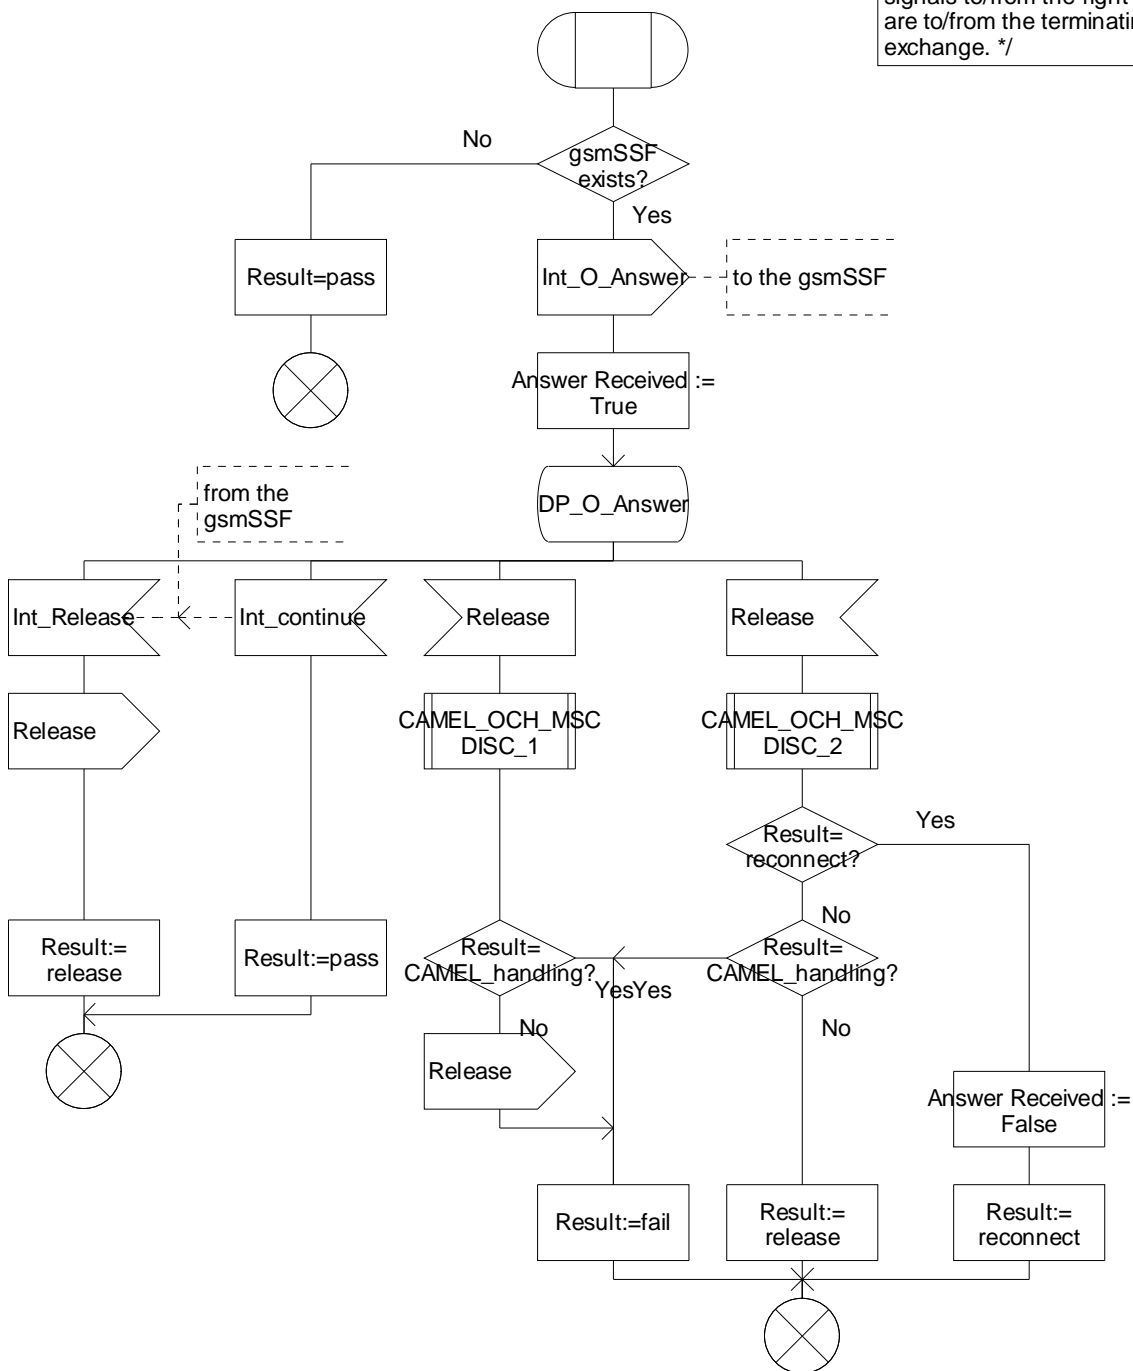 signals to/from the right
are to/from the terminatin
exchange. */
No
gsmSSF
exists?
Yes
Result=pass
Int_O_Answer
to the gsmSSF
Answer Received :=
True
from the
gsmSSF
DP_O_Answer
Int_Release
Int_continue
Release
Release
Release
CAMEL_OCH_MSC
DISC_1
CAMEL_OCH_MSC
DISC_2
Result=
reconnect?
Yes
No
Result:=
release
Result:=pass
Result=
CAMEL_handling?
Result=
CAMEL_handling?
Yes
Yes
No
No
Release
Answer Received :=
False
Result:=fail
Result:=
release
Result:=
reconnect